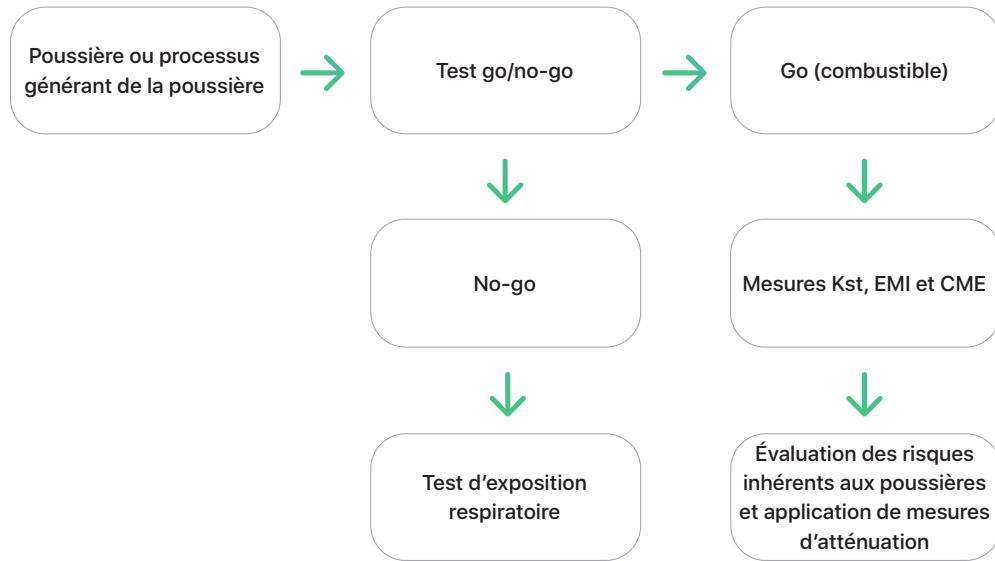 Poussière ou processus
générant de la poussière
Test go/no-go
Go (combustible)
No-go
Mesures Kst, EMI et CME
Test d’exposition
respiratoire
Évaluation des risques
inhérents aux poussières
et application de mesures
d’atténuation